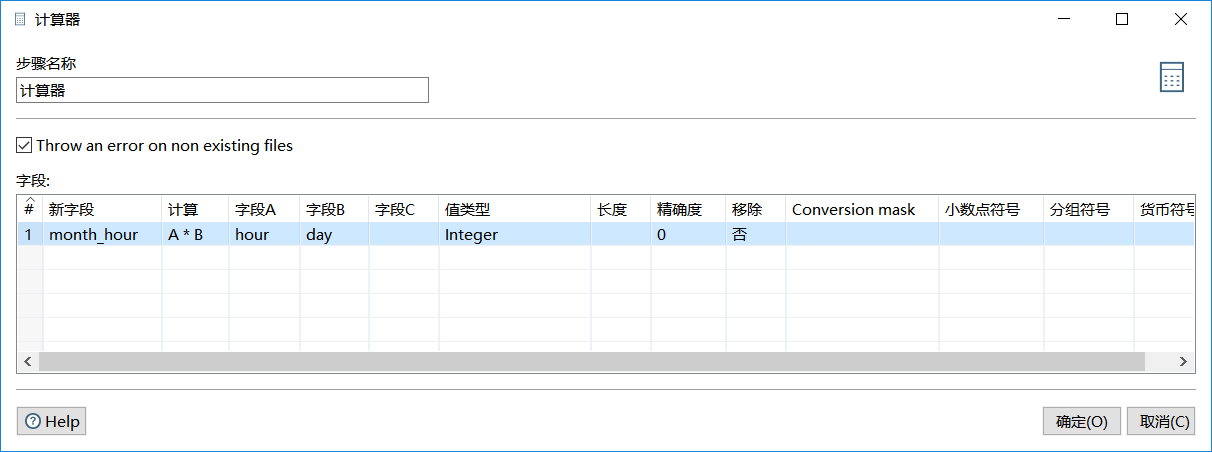 计算器
步骤名称
计算器
Throw an error on non existing files
字段:
# 新字段 计算 字段A 字段B 字段C 值类型 长度 精确度 移除 Conversion mask 小数点符号 分组符号 货币符号
1 month_hour A * B hour day Integer 0 否
Help 确定(O) 取消(C)